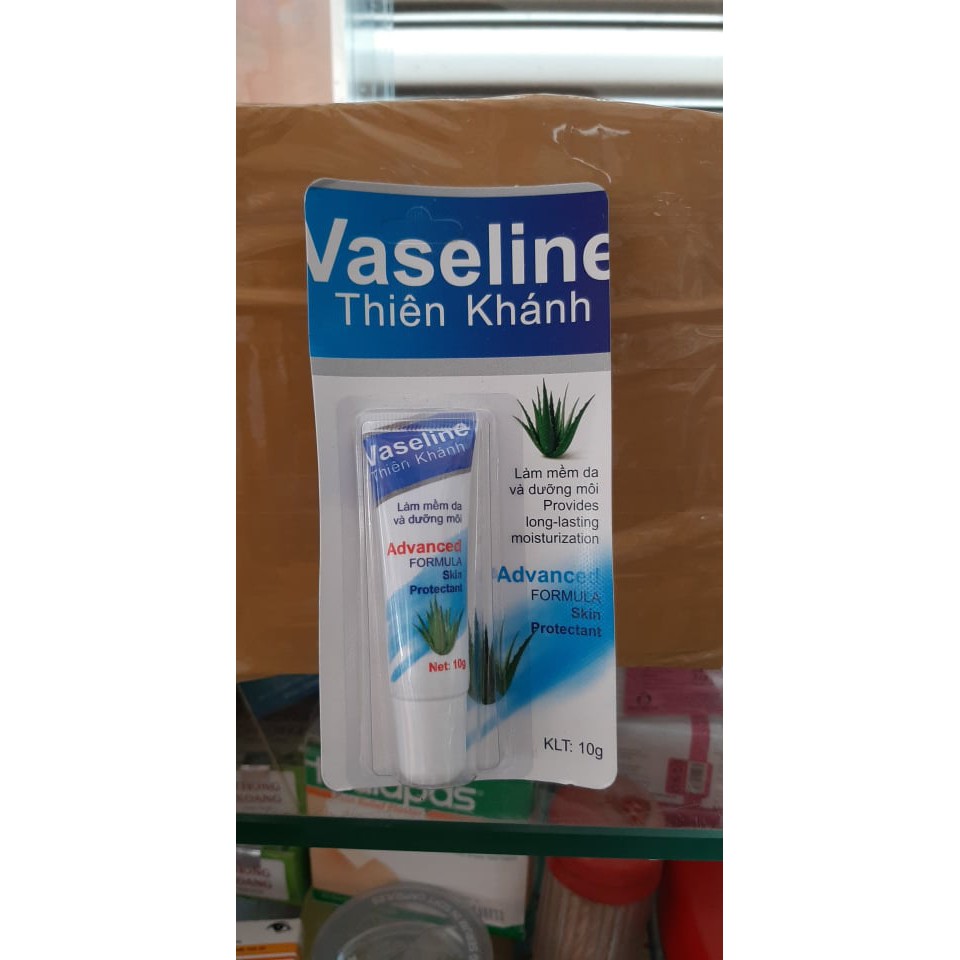 Vaseline
Thiên Khánh
Làm mềm da
và dưỡng môi
Provides
long-lasting
moisturization
Advanced
FORMULA
Skin
Protectant
KLT: 10g
Vaseline
Thiên Khánh
Làm mềm da
và dưỡng môi
Advanced
FORMULA
Skin
Protectant
Net: 10g